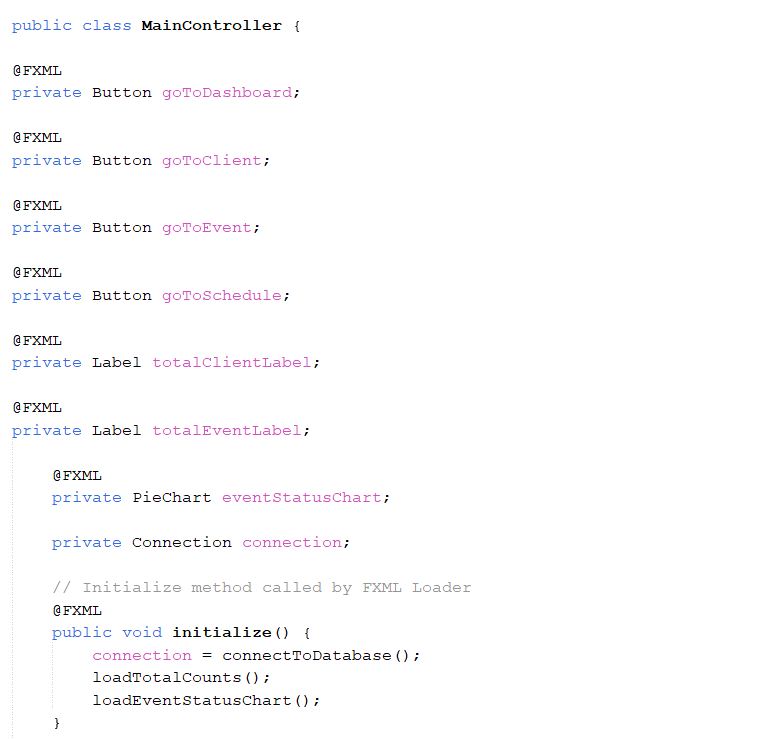 public class MainController {
@FXML
private Button goToDashboard;
@FXML
private Button goToClient;
@FXML
private Button goToEvent;
@FXML
private Button goToSchedule;
@FXML
private Label totalClientLabel;
@FXML
private Label totalEventLabel;
@FXML
private PieChart eventStatusChart;
private Connection connection;
// Initialize method called by FXML Loader
@FXML
public void initialize() {
connection = connectToDatabase();
loadTotalCounts();
loadEventStatusChart();
}